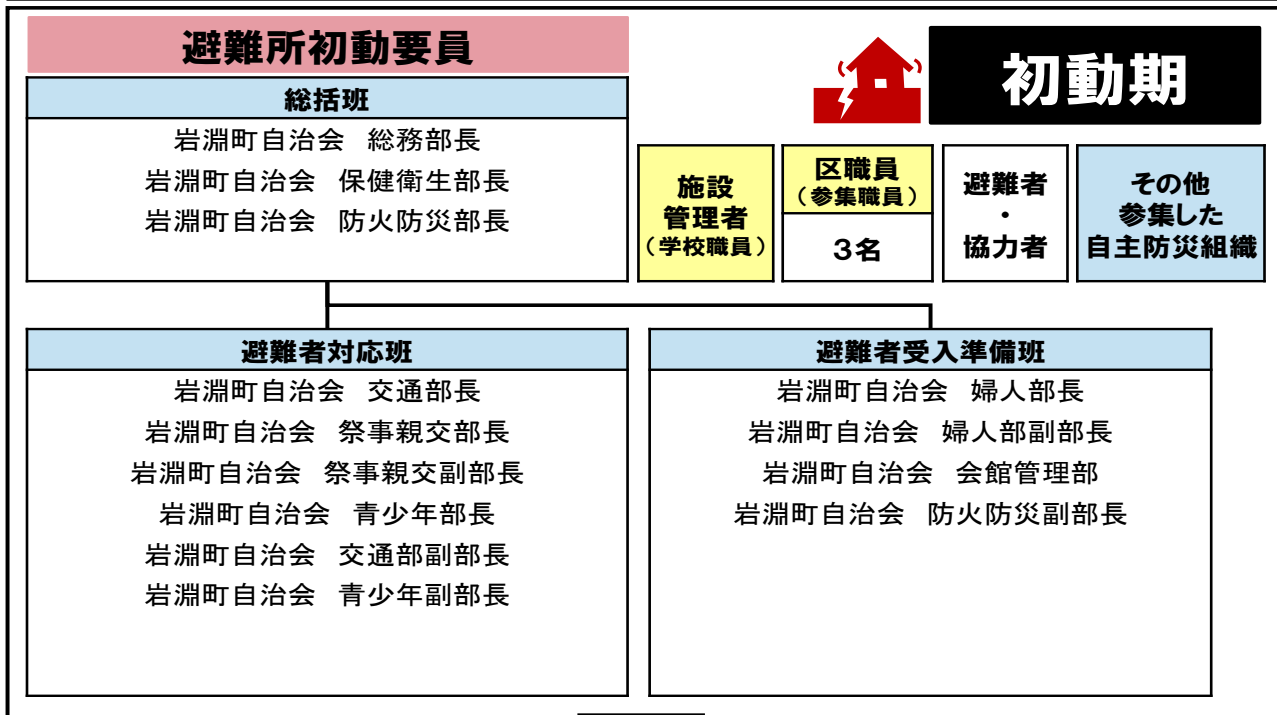 避難所初動要員
初動期
総括班
岩淵町自治会　総務部長
岩淵町自治会　保健衛生部長
岩淵町自治会　防火防災部長
施設
管理者
（学校職員）
区職員
（参集職員）
3名
避難者
・
協力者
その他
参集した
自主防災組織
避難者対応班
岩淵町自治会　交通部長
岩淵町自治会　祭事親交部長
岩淵町自治会　祭事親交副部長
岩淵町自治会　青少年部長
岩淵町自治会　交通部副部長
岩淵町自治会　青少年副部長
避難者受入準備班
岩淵町自治会　婦人部長
岩淵町自治会　婦人部副部長
岩淵町自治会　会館管理部
岩淵町自治会　防火防災副部長